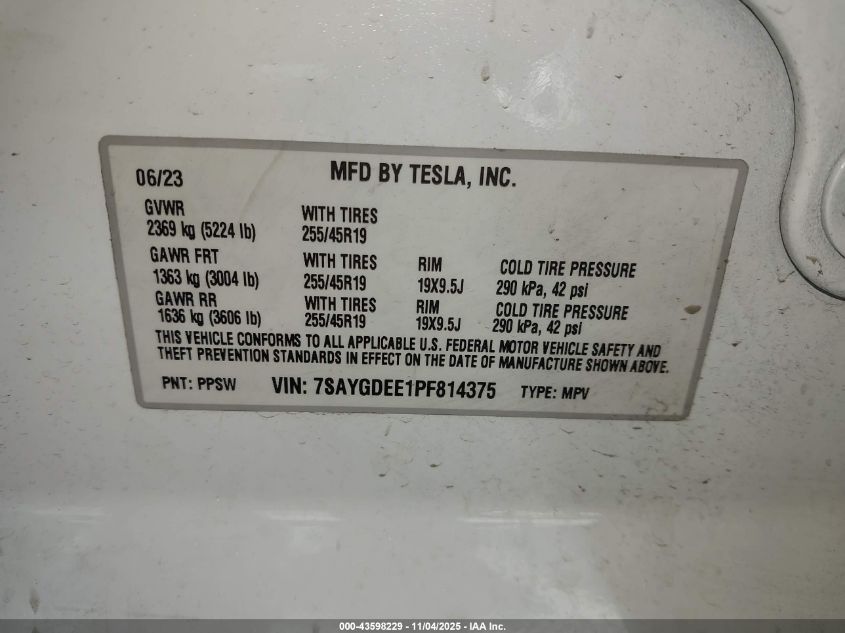 06/23 MFD BY TESLA, INC.
GVWR
2369 kg (5224 lb) WITH TIRES 255/45R19
GAWR FRT WITH TIRES RIM COLD TIRE PRESSURE
1363 kg (3004 lb) 255/45R19 19X9.5J 290 kPa, 42 psi
GAWR RR WITH TIRES RIM COLD TIRE PRESSURE
1636 kg (3606 lb) 255/45R19 19X9.5J 290 kPa, 42 psi
THIS VEHICLE CONFORMS TO ALL APPLICABLE U.S. FEDERAL MOTOR VEHICLE SAFETY AND
THEFT PREVENTION STANDARDS IN EFFECT ON THE DATE OF MANUFACTURE SHOWN ABOVE.
PNT: PPSW VIN: 7SAYGDEE1PF814375 TYPE: MPV
000-43598229 - 11/04/2025 - IAA Inc.